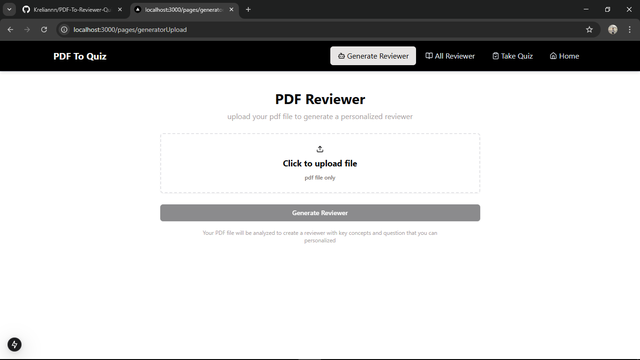 Kreliannn/PDF-To-Reviewer-Qu
localhost:3000/pages/generatorU
localhost:3000/pages/generatorUpload
PDF To Quiz
Generate Reviewer
All Reviewer
Take Quiz
Home
PDF Reviewer
upload your pdf file to generate a personalized reviewer
Click to upload file
pdf file only
Generate Reviewer
Your PDF file will be analyzed to create a reviewer with key concepts and question that you can
personalized